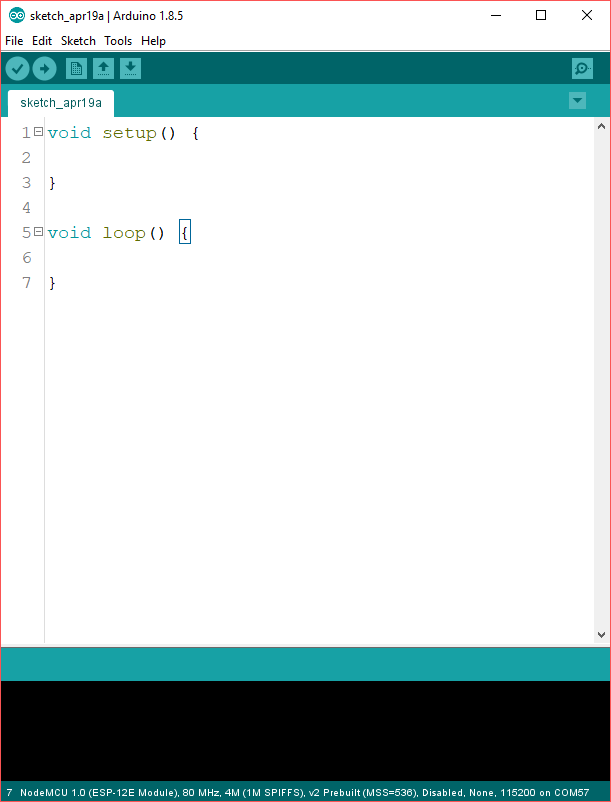 sketch_apr19a | Arduino 1.8.5
File Edit Sketch Tools Help
sketch_apr19a
1 void setup() {
2
3 }
4
5 void loop() {
6
7 }
7 NodeMCU 1.0 (ESP-12E Module), 80 MHz, 4M (1M SPIFFS), v2 Prebuilt (MSS=536), Disabled, None, 115200 on COM57